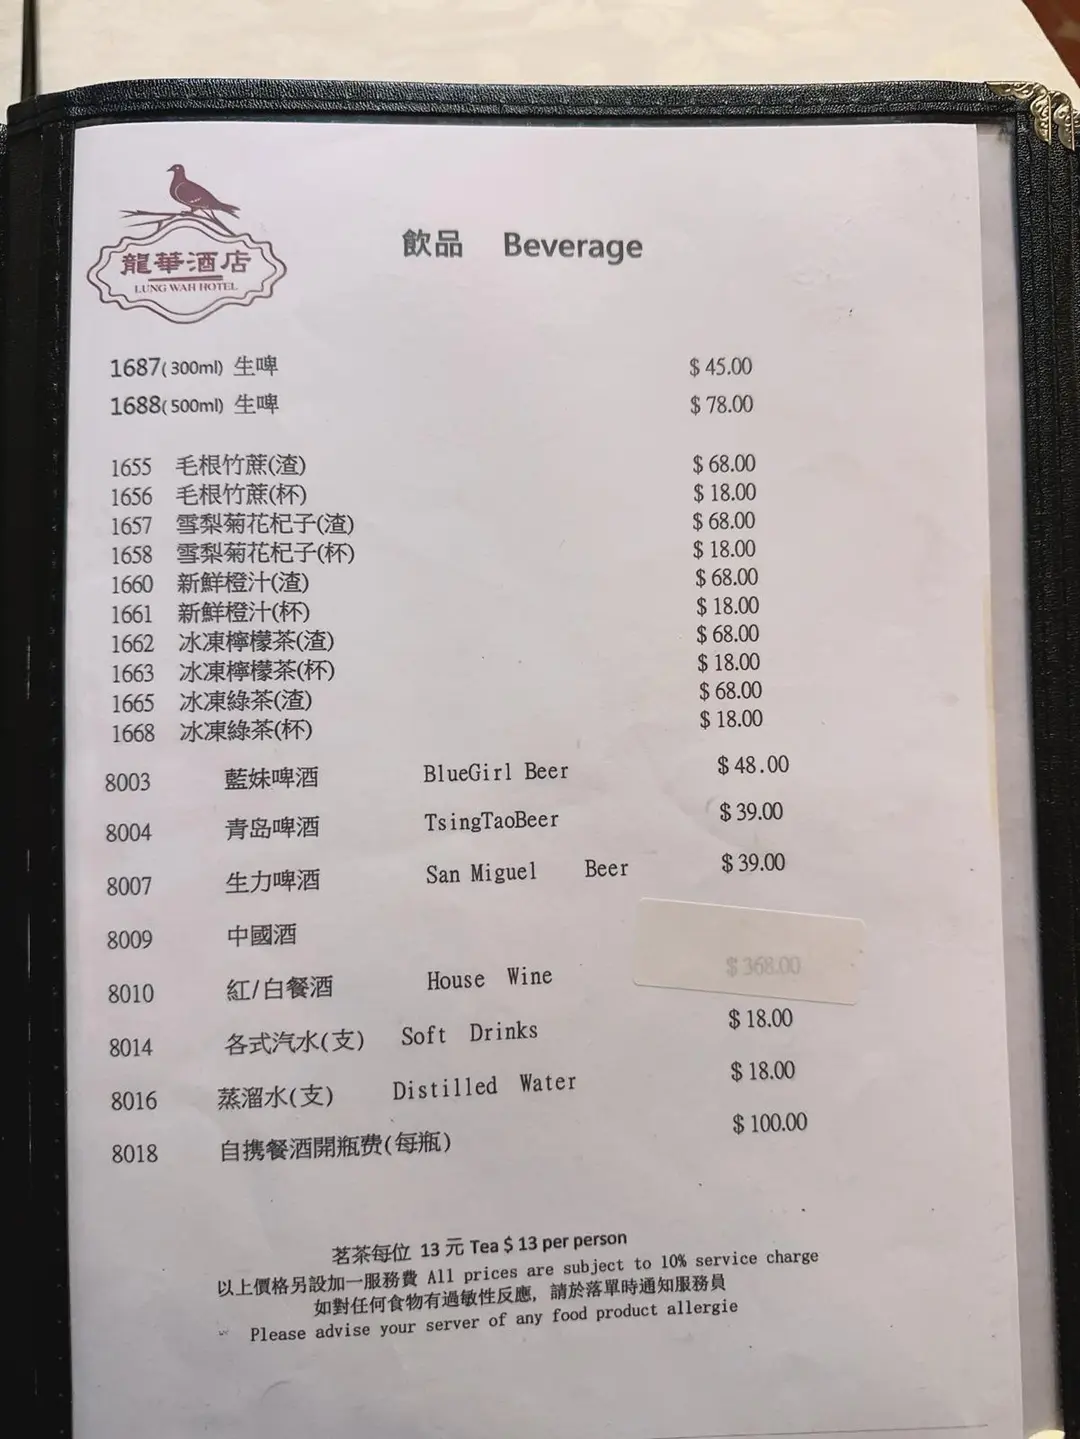 龍華酒店
LUNG WAH HOTEL
飲品 Beverage
1687(300ml) 生啤 $45.00
1688(500ml) 生啤 $78.00
1655 毛根竹蔗(渣) $68.00
1656 毛根竹蔗(杯) $18.00
1657 雪梨菊花杞子(渣) $68.00
1658 雪梨菊花杞子(杯) $18.00
1660 新鮮橙汁(渣) $68.00
1661 新鮮橙汁(杯) $18.00
1662 冰凍檸檬茶(渣) $68.00
1663 冰凍檸檬茶(杯) $18.00
1665 冰凍綠茶(渣) $68.00
1668 冰凍綠茶(杯) $18.00
8003 藍妹啤酒 BlueGirl Beer $48.00
8004 青岛啤酒 TsingTaoBeer $39.00
8007 生力啤酒 San Miguel Beer $39.00
8009 中國酒
8010 紅/白餐酒 House Wine $368.00
8014 各式汽水(支) Soft Drinks $18.00
8016 蒸溜水(支) Distilled Water $18.00
8018 自携餐酒開瓶费(每瓶) $100.00
茗茶每位 13 元 Tea $ 13 per person
以上價格另設加一服務費 All prices are subject to 10% service charge
如對任何食物有過敏性反應, 請於落單時通知服務員
Please advise your server of any food product allergie